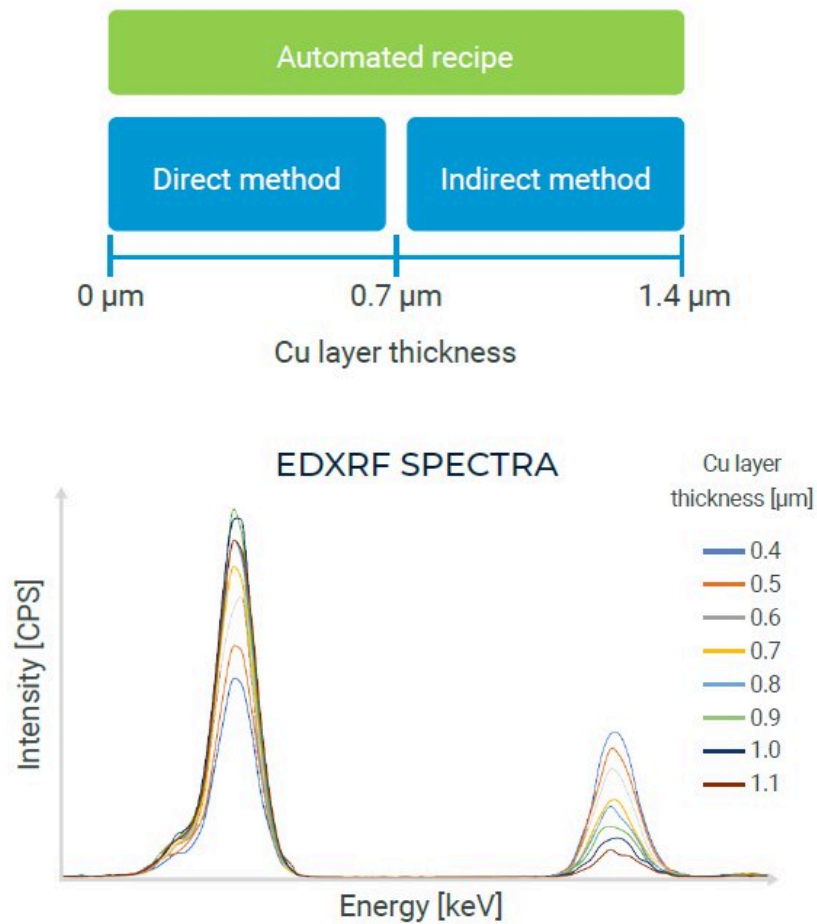 Automated recipe
Direct method
Indirect method
0 μm
0.7 μm
1.4 μm
Cu layer thickness
EDXRF SPECTRA
Cu layer
thickness [μm]
0.4
0.5
0.6
0.7
0.8
0.9
1.0
1.1
Intensity [CPS]
Energy [keV]